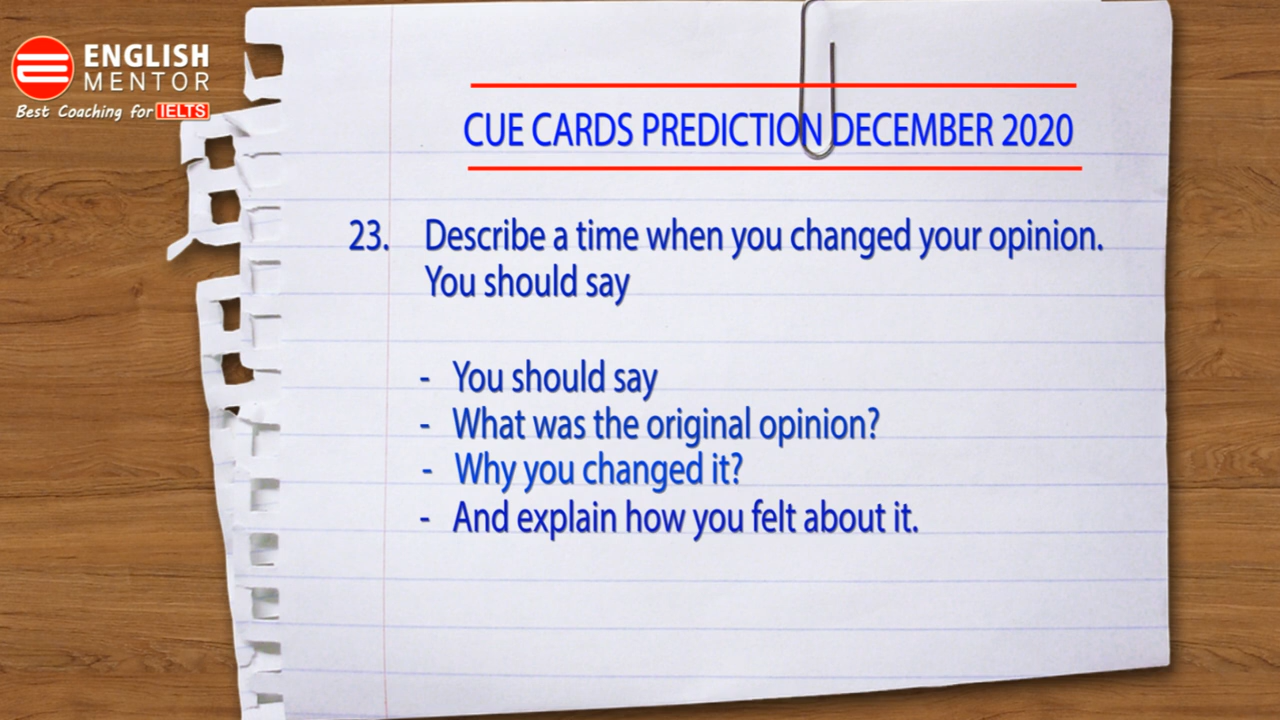 ENGLISH
MENTOR
Best Coaching for IELTS
CUE CARDS PREDICTION DECEMBER 2020
23. Describe a time when you changed your opinion.
You should say
- You should say
- What was the original opinion?
- Why you changed it?
- And explain how you felt about it.